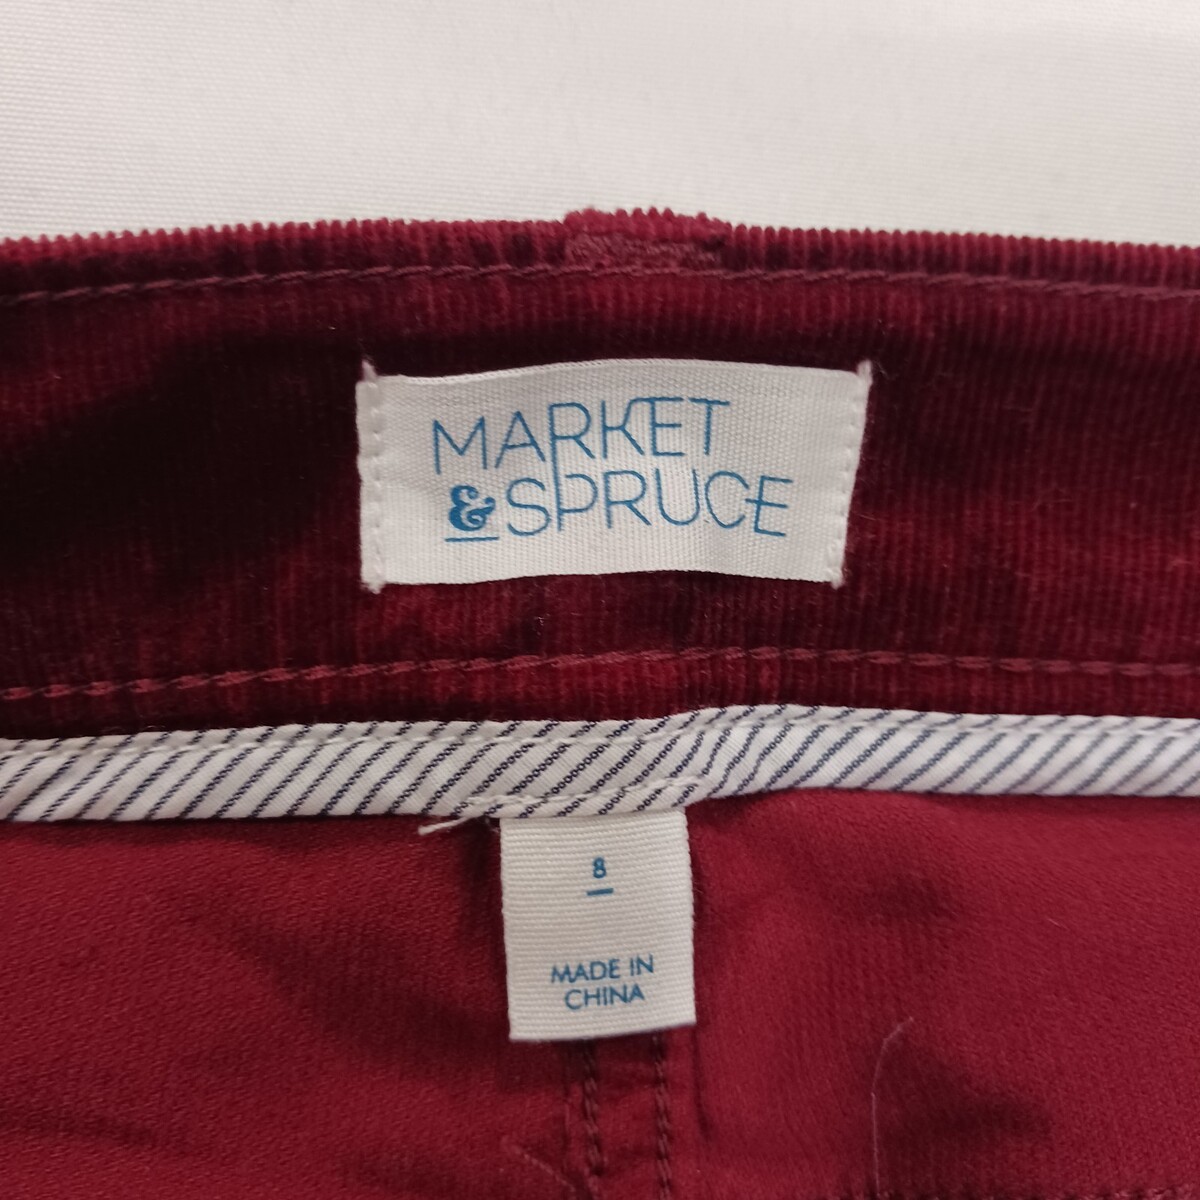 MARKET
& SPRUCE
8
MADE IN
CHINA